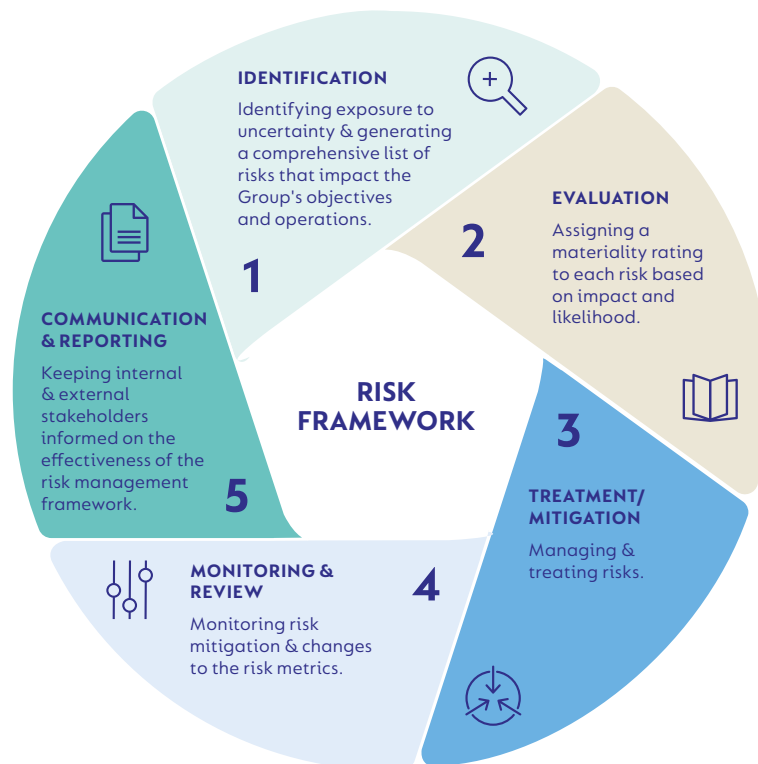 IDENTIFICATION
Identifying exposure to
uncertainty & generating
a comprehensive list of
risks that impact the
Group's objectives
and operations.
1
2
EVALUATION
Assigning a
materiality rating
to each risk based
on impact and
likelihood.
3
TREATMENT/
MITIGATION
Managing &
treating risks.
4
MONITORING &
REVIEW
Monitoring risk
mitigation & changes
to the risk metrics.
COMMUNICATION
& REPORTING
Keeping internal
& external
stakeholders
informed on the
effectiveness of the
risk management
framework.
5
RISK
FRAMEWORK